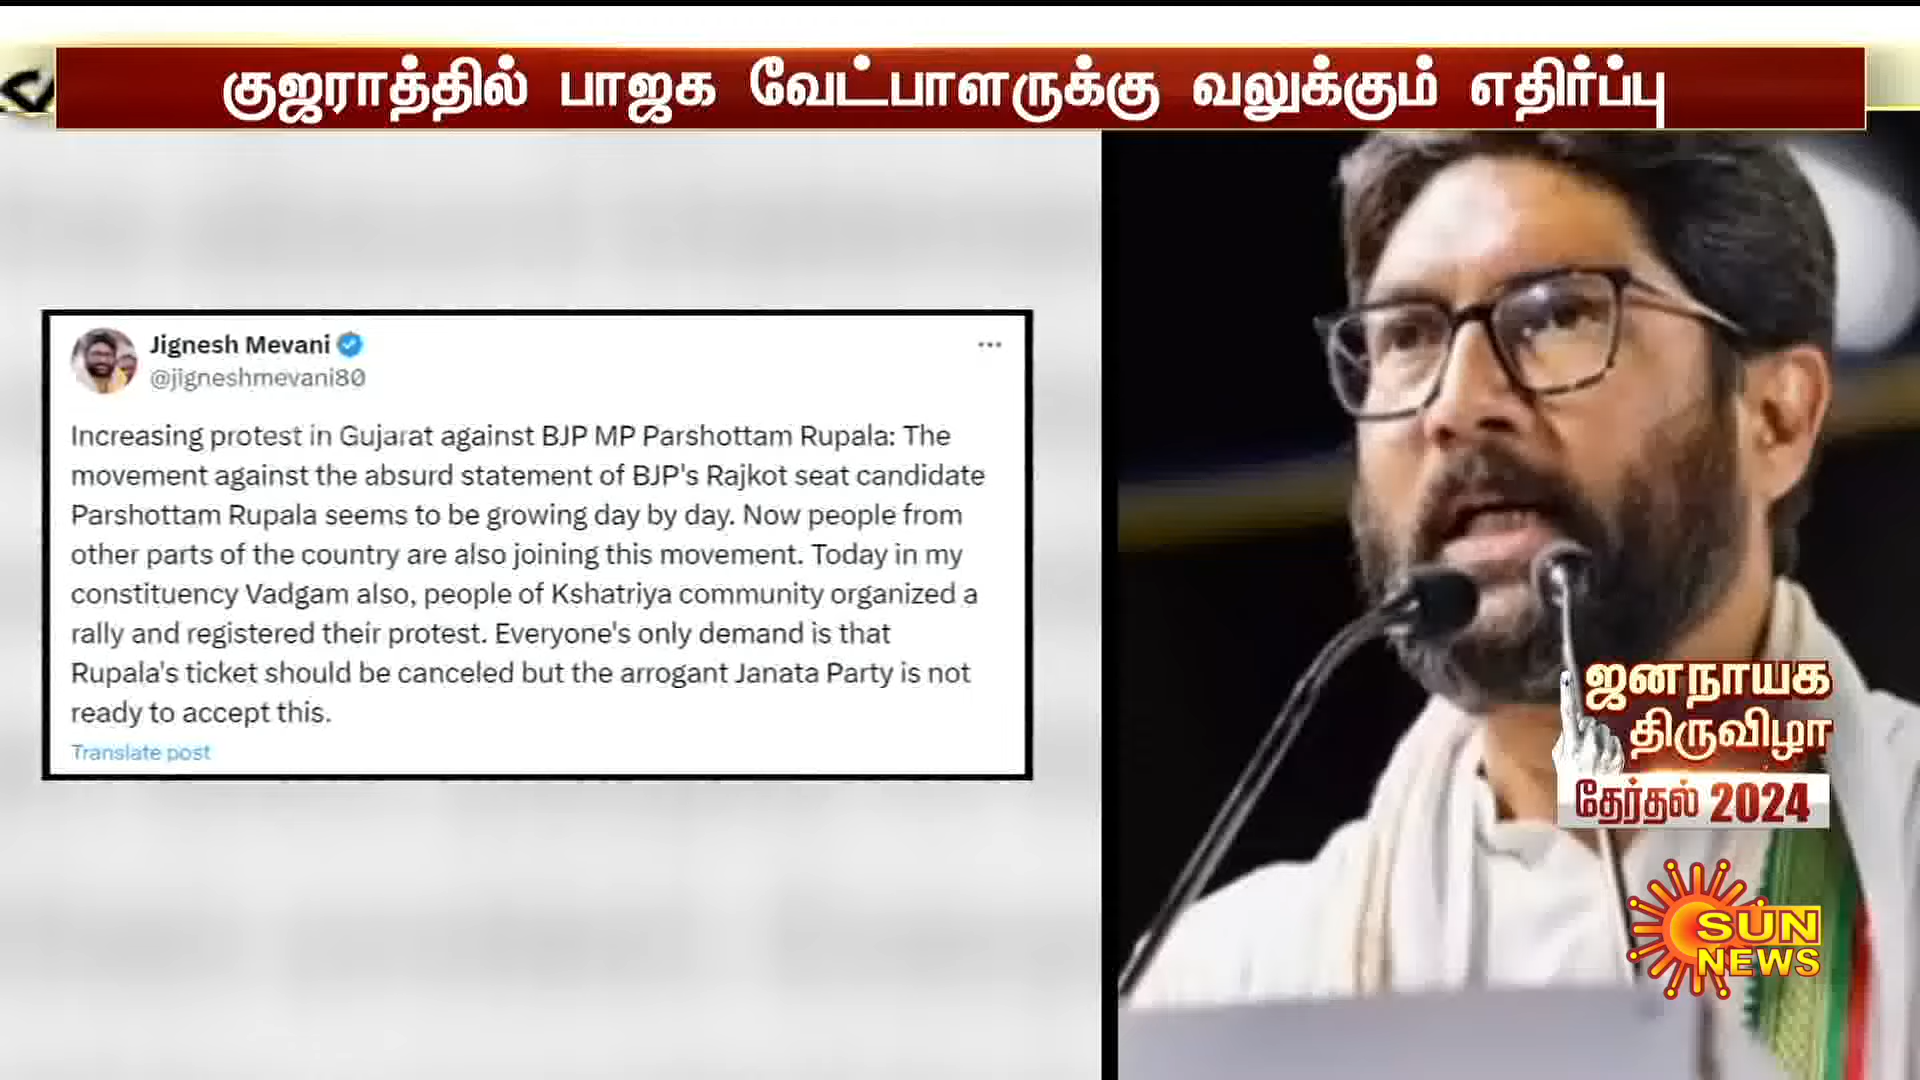 குஜராத்தில் பாஜக வேட்பாளருக்கு வலுக்கும் எதிர்ப்பு
Jignesh Mevani
@jigneshmevani80
Increasing protest in Gujarat against BJP MP Parshottam Rupala: The
movement against the absurd statement of BJP's Rajkot seat candidate
Parshottam Rupala seems to be growing day by day. Now people from
other parts of the country are also joining this movement. Today in my
constituency Vadgam also, people of Kshatriya community organized a
rally and registered their protest. Everyone's only demand is that
Rupala's ticket should be canceled but the arrogant Janata Party is not
ready to accept this.
Translate post
ஜனநாயக
திருவிழா
தேர்தல் 2024
SUN
NEWS